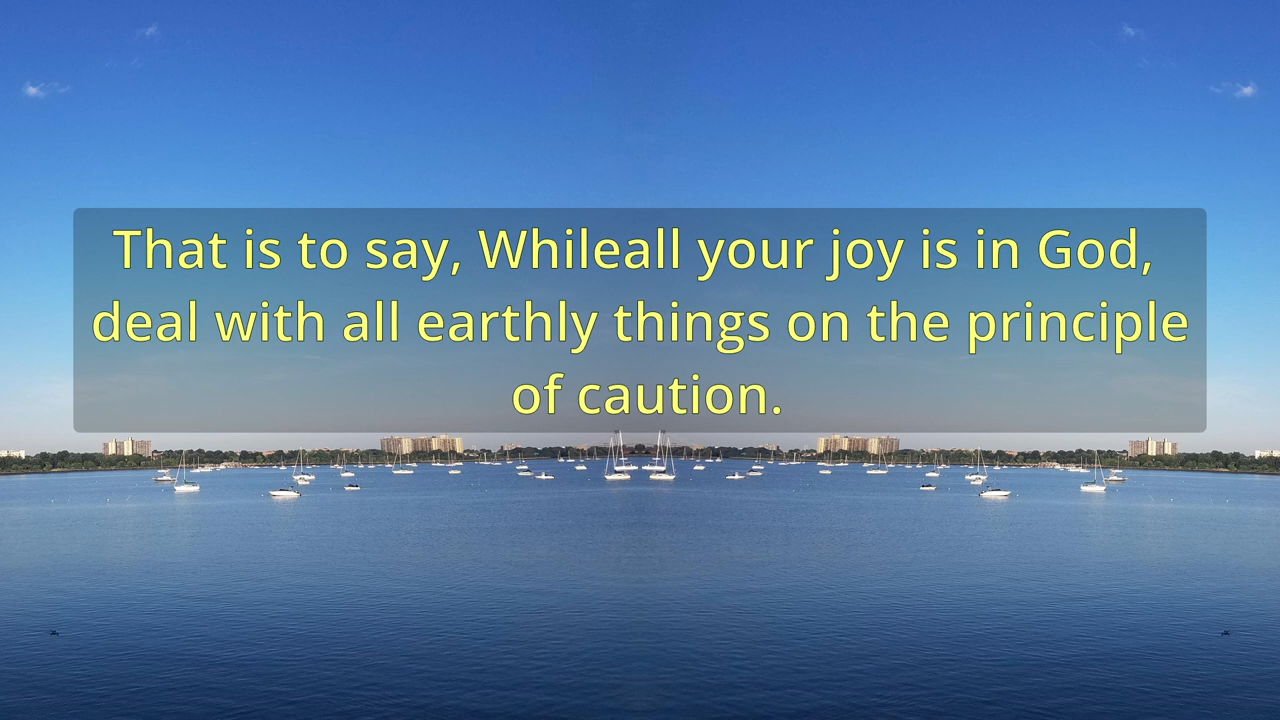 That is to say, Whileall your joy is in God,
deal with all earthly things on the principle
of caution.